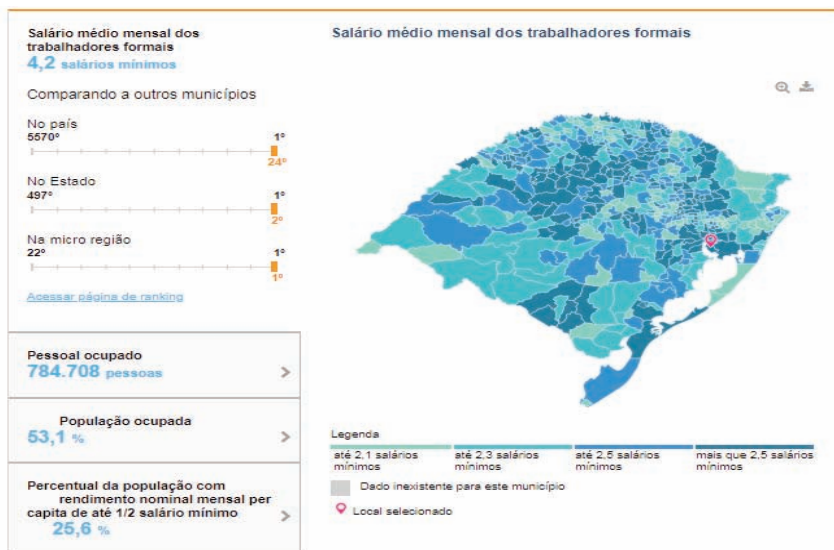 Salário médio mensal dos
trabalhadores formais
4,2 salários mínimos
Comparando a outros municípios
No país
5570º 1º
24º
No Estado
497º 1º
2º
Na micro região
22º 1º
1º
Acessar página de ranking
Pessoal ocupado
784.708 pessoas
População ocupada
53,1 %
Percentual da população com
rendimento nominal mensal per
capita de até 1/2 salário mínimo
25,6 %
Salário médio mensal dos trabalhadores formais
Legenda
até 2,1 salários mínimos
até 2,3 salários mínimos
até 2,5 salários mínimos
mais que 2,5 salários mínimos
Dado inexistente para este município
Local selecionado